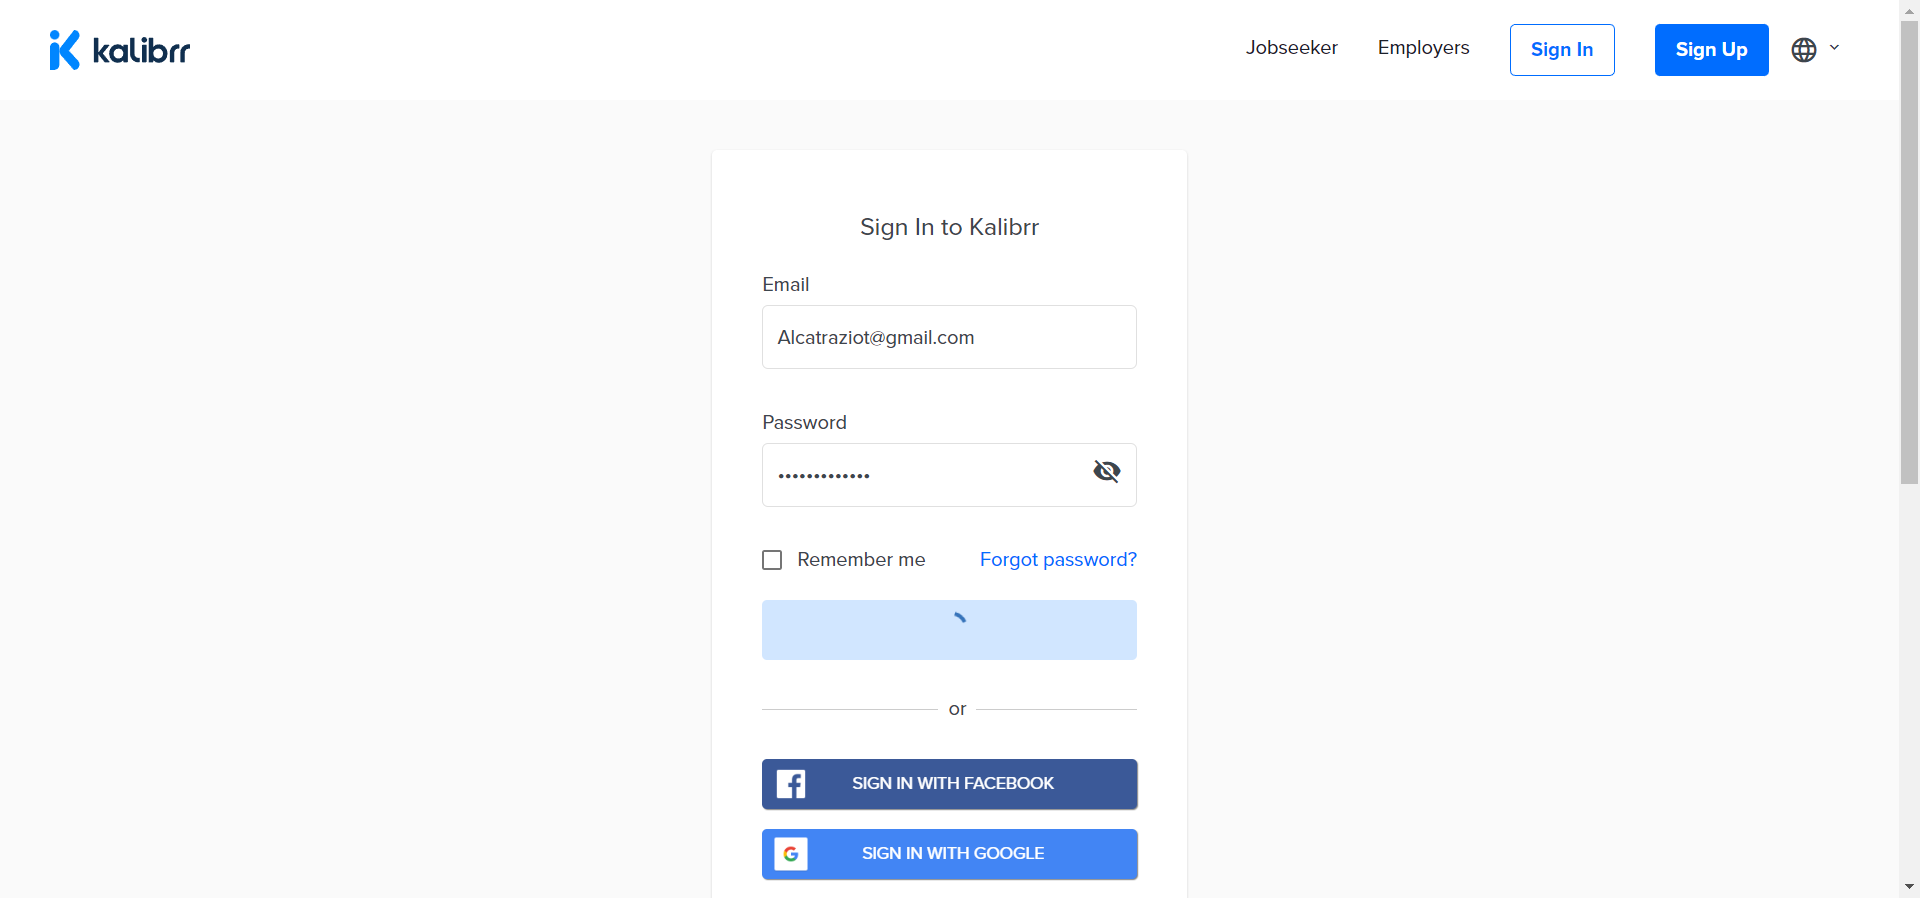 kalibrr
Jobseeker
Employers
Sign In
Sign Up
Sign In to Kalibrr
Email
Alcatraziot@gmail.com
Password
•••••••••••••
Remember me
Forgot password?
or
SIGN IN WITH FACEBOOK
SIGN IN WITH GOOGLE